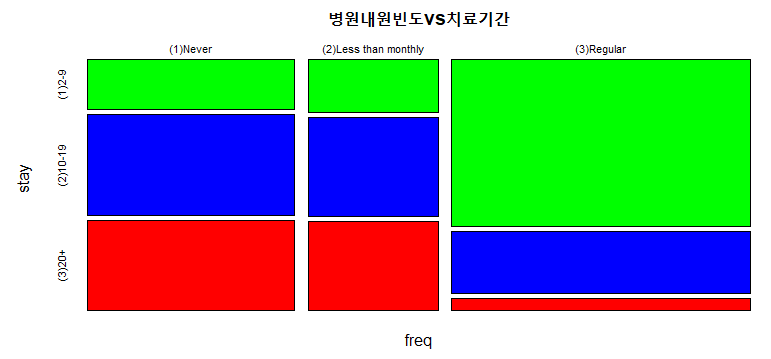 병원내원빈도VS치료기간
(1)Never
(2)Less than monthly
(3)Regular
(1)2-9
(2)10-19
(3)20+
stay
freq